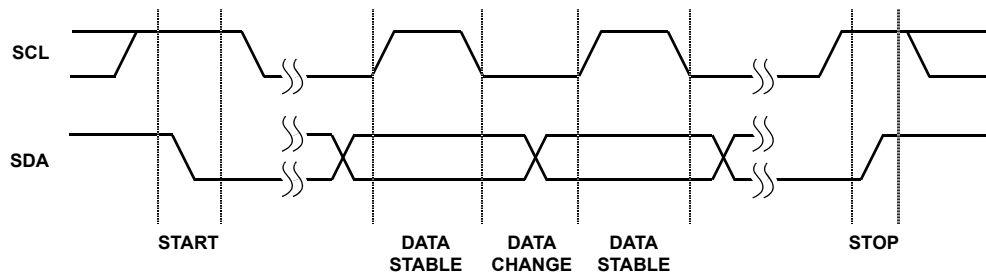 SCL
SDA
START
DATA
STABLE
DATA
CHANGE
DATA
STABLE
STOP